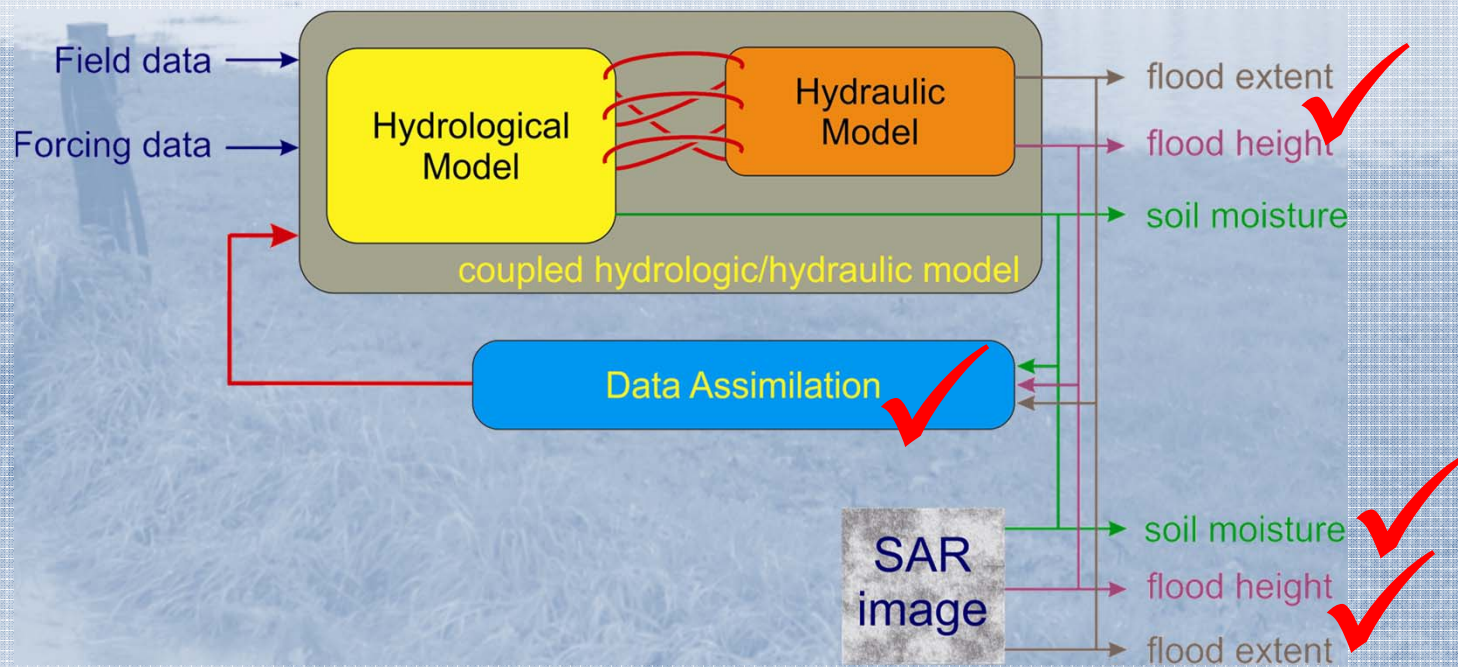 Field data
Forcing data
Hydrological
Model
Hydraulic
Model
flood extent
flood height
soil moisture
coupled hydrologic/hydraulic model
Data Assimilation
SAR
image
soil moisture
flood height
flood extent